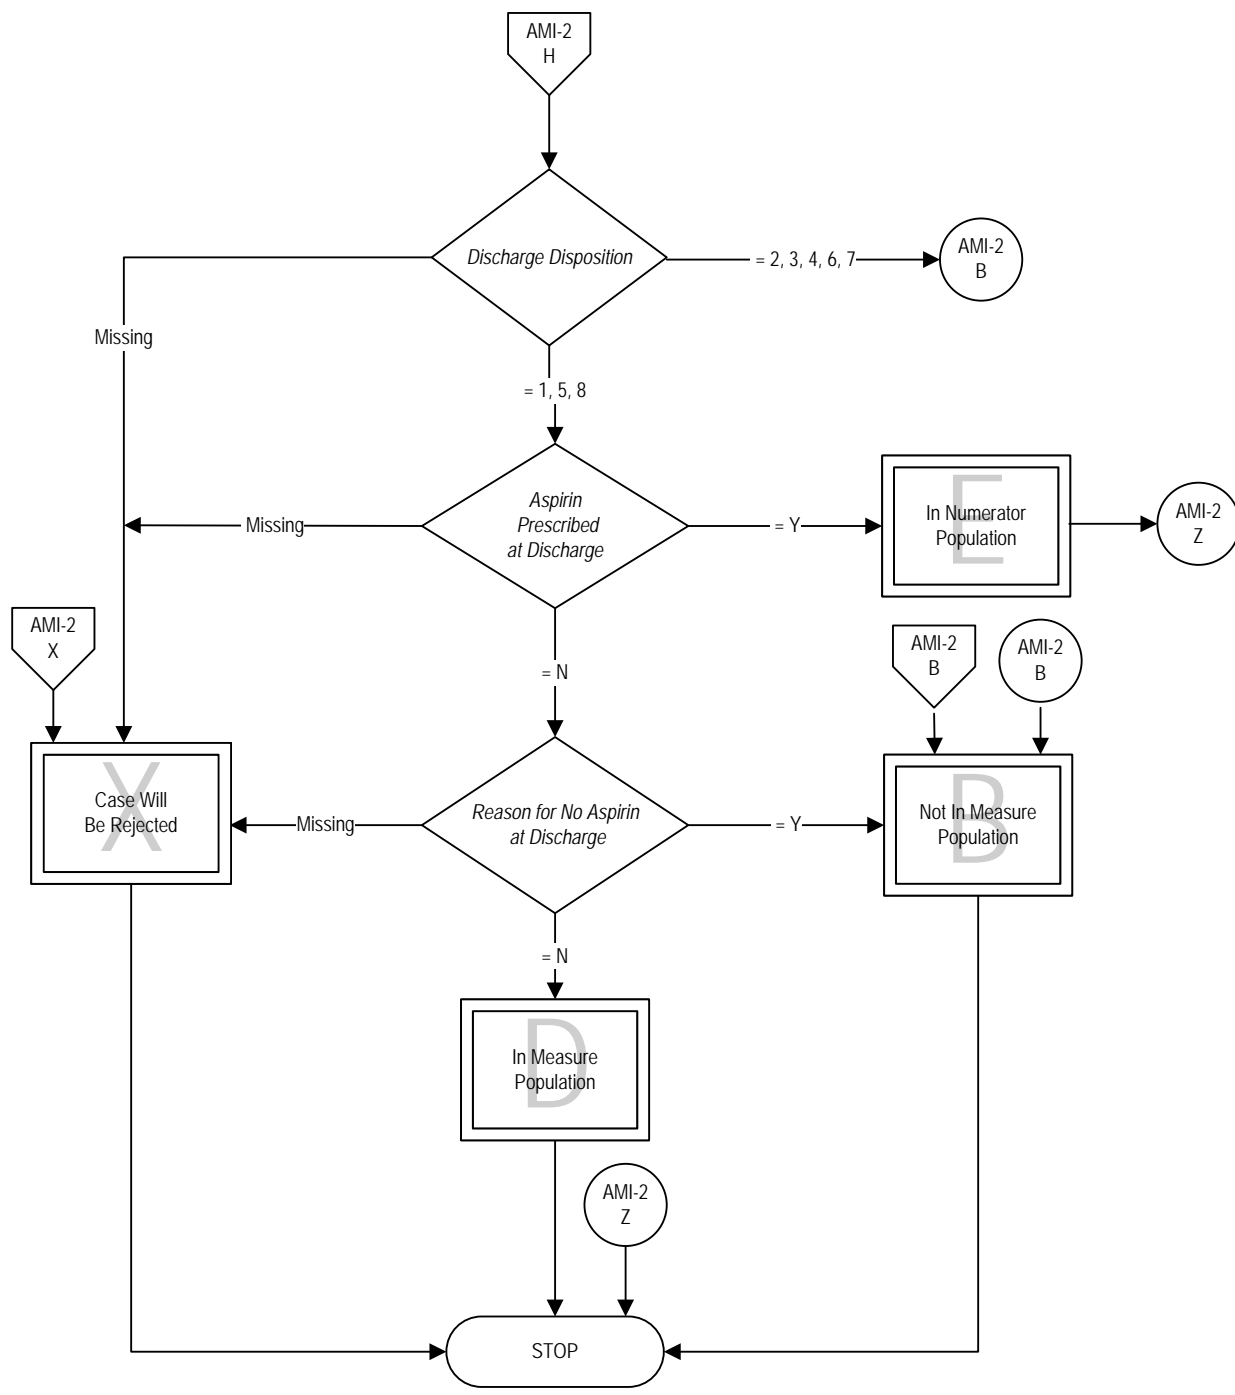 AMI-2
H
Discharge Disposition
= 2, 3, 4, 6, 7
AMI-2
B
Missing
= 1, 5, 8
Aspirin
Prescribed
at Discharge
Missing
= Y
E
In Numerator
Population
AMI-2
Z
= N
AMI-2
X
AMI-2
B
AMI-2
B
X
Case Will
Be Rejected
Missing
Reason for No Aspirin
at Discharge
= Y
B
Not In Measure
Population
= N
D
In Measure
Population
AMI-2
Z
STOP